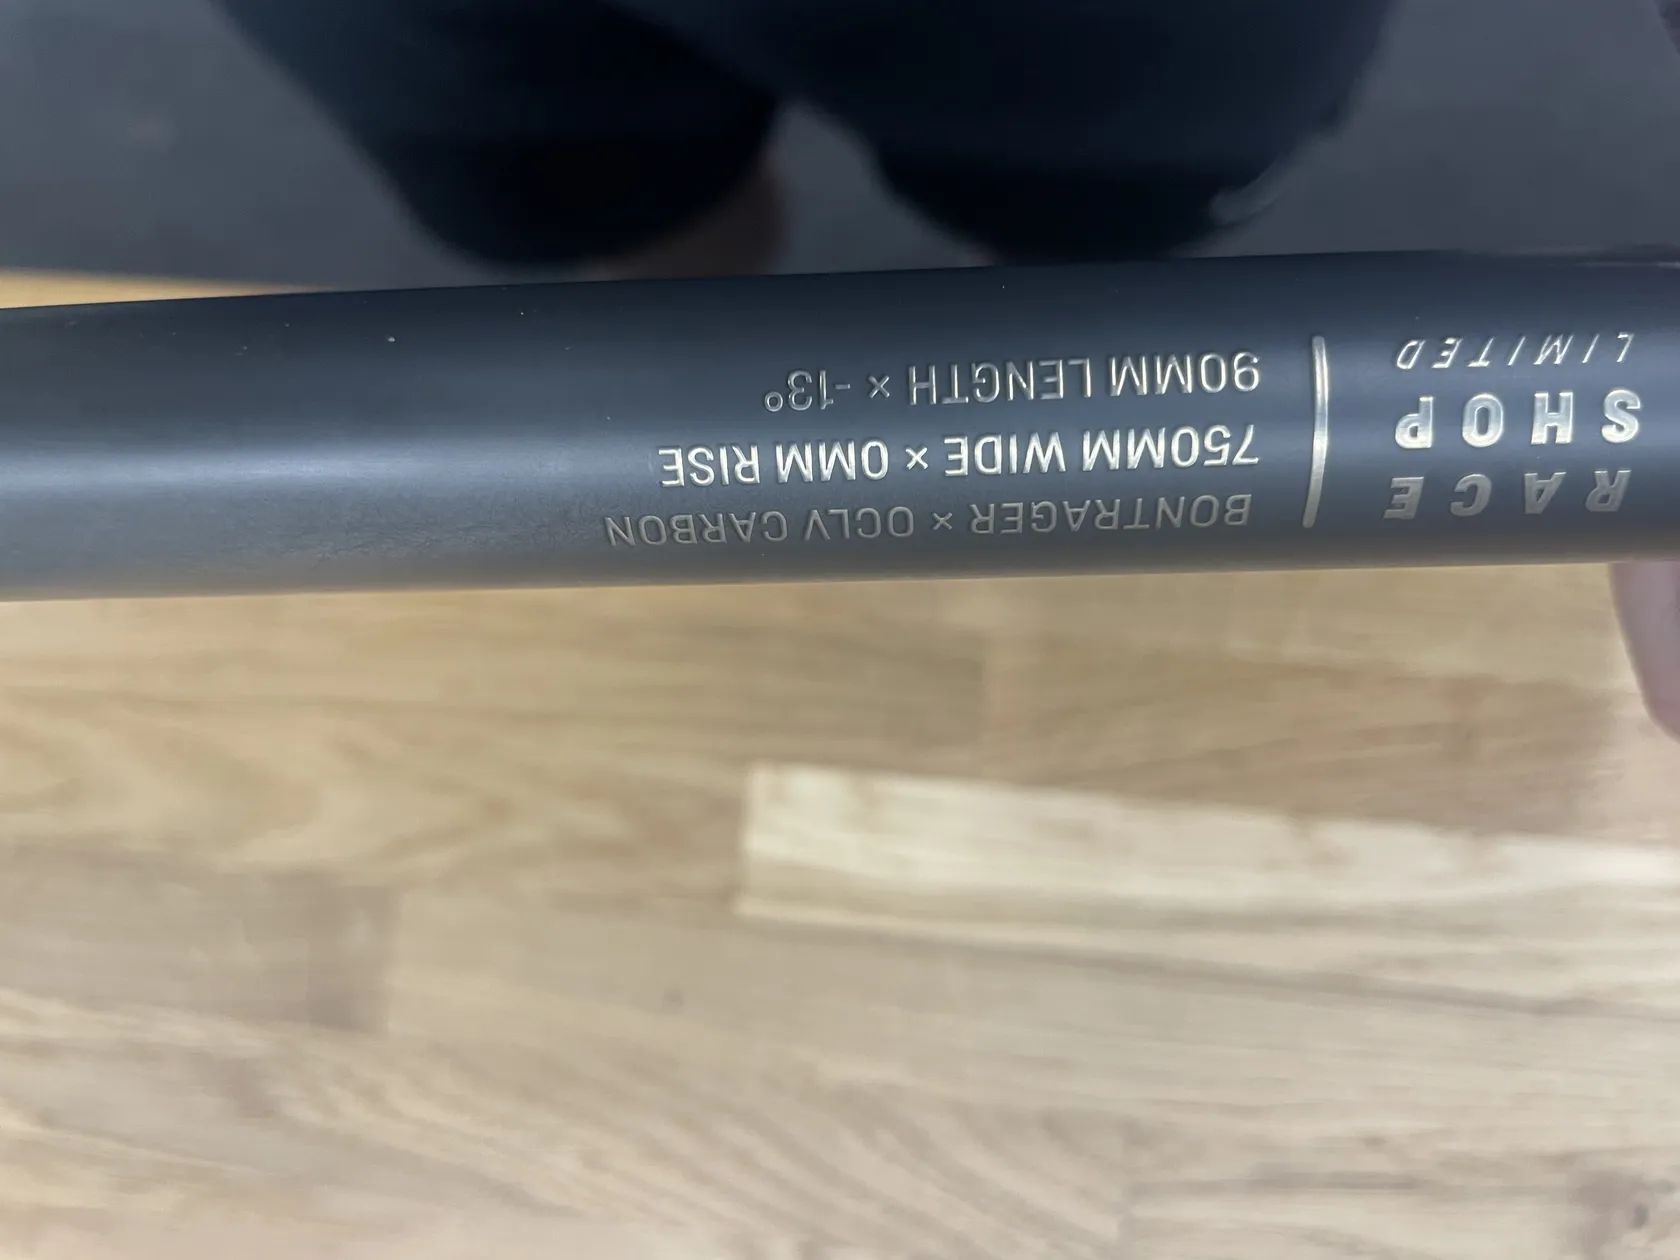 RACE
SHOP
LIMITED
BONTRAGER × OCLV CARBON
750MM WIDE × 0MM RISE
90MM LENGTH × -13°